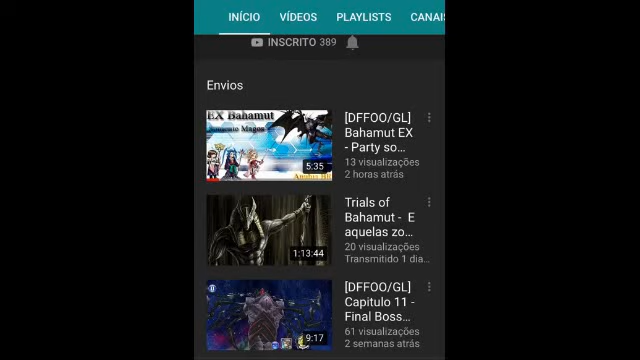 INÍCIO VÍDEOS PLAYLISTS CANAIS
INSCRITO 389
Envios
EX Bahamut
Somente Magos
5:35
[DFFOO/GL]
Bahamut EX
- Party so...
13 visualizações
2 horas atrás
1:13:44
Trials of
Bahamut - E
aquelas zo...
20 visualizações
Transmitido 1 dia...
9:17
[DFFOO/GL]
Capitulo 11 -
Final Boss...
61 visualizações
2 semanas atrás